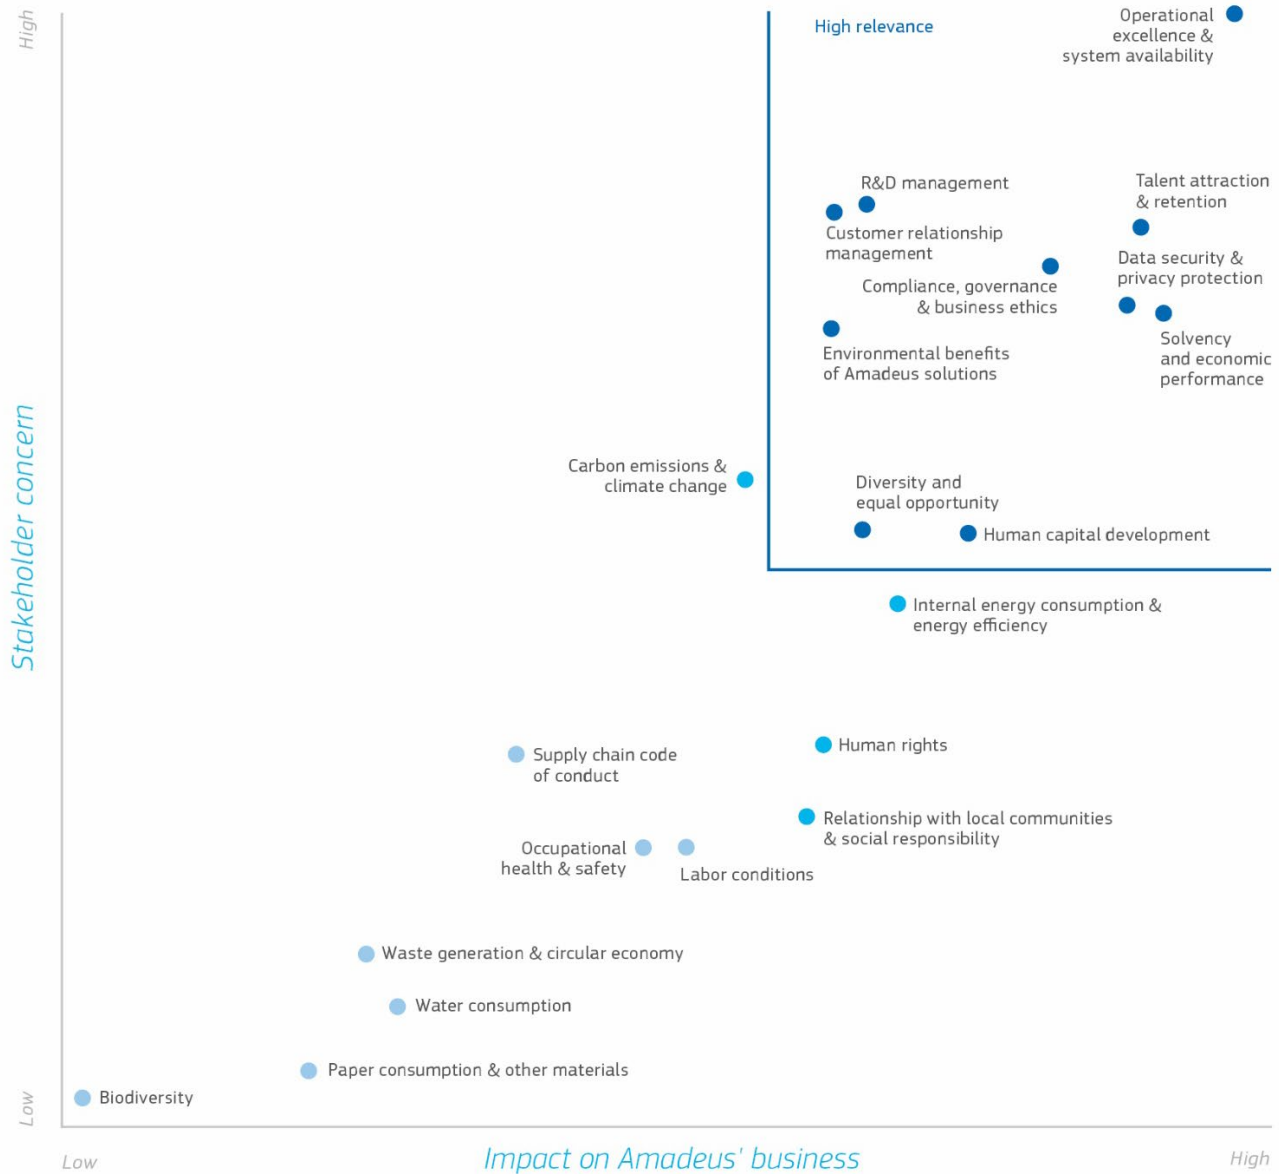 High
High relevance
Operational
excellence &
system availability
R&D management
Talent attraction
& retention
Customer relationship
management
Data security &
privacy protection
Compliance, governance
& business ethics
Solvency
and economic
performance
Environmental benefits
of Amadeus solutions
Stakeholder concern
Carbon emissions &
climate change
Diversity and
equal opportunity
Human capital development
Internal energy consumption &
energy efficiency
Human rights
Supply chain code
of conduct
Relationship with local communities
& social responsibility
Occupational
health & safety
Labor conditions
Waste generation & circular economy
Water consumption
Paper consumption & other materials
Biodiversity
Low
Low
Impact on Amadeus' business
High